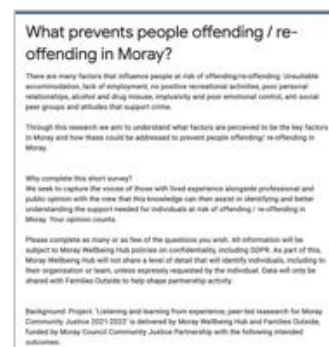 What prevents people offending / re-
offending in Moray?
There are many factors that influence people at risk of offending/re-offending: Unsuitable
accommodation, lack of employment, no positive recreational activities, poor personal
relationships, alcohol and drug misuse, impulsivity and poor emotional control, anti social
peer groups and attitudes that support crime.
Through this research we aim to understand what factors are perceived to be the key factors
in Moray and how these could be addressed to prevent people offending/ re-offending in
Moray.
Why complete this short survey?
We seek to capture the voices of those with lived experience alongside professional and
public opinion with the view that this knowledge can then assist in identifying and better
understanding the support needed for individuals at risk of offending / re-offending in
Moray. Your opinion counts.
Please complete as many or as few of the questions you wish. All information will be
subject to Moray Wellbeing Hub policies on confidentiality, including GDPR. As part of this,
Moray Wellbeing Hub will not share a level of detail that will identify individuals, including to
their organisation or team, unless expressly requested by the individual. Data will only be
shared with Families Outside to help shape partnership activity.
Background: Project 'Listening and learning from experience; peer-led reasearch for Moray
Community Justice 2021-2022' is delivered by Moray Wellbeing Hub and Families Outside,
funded by Moray Council Community Justice Partnership with the following intended
outcomes: